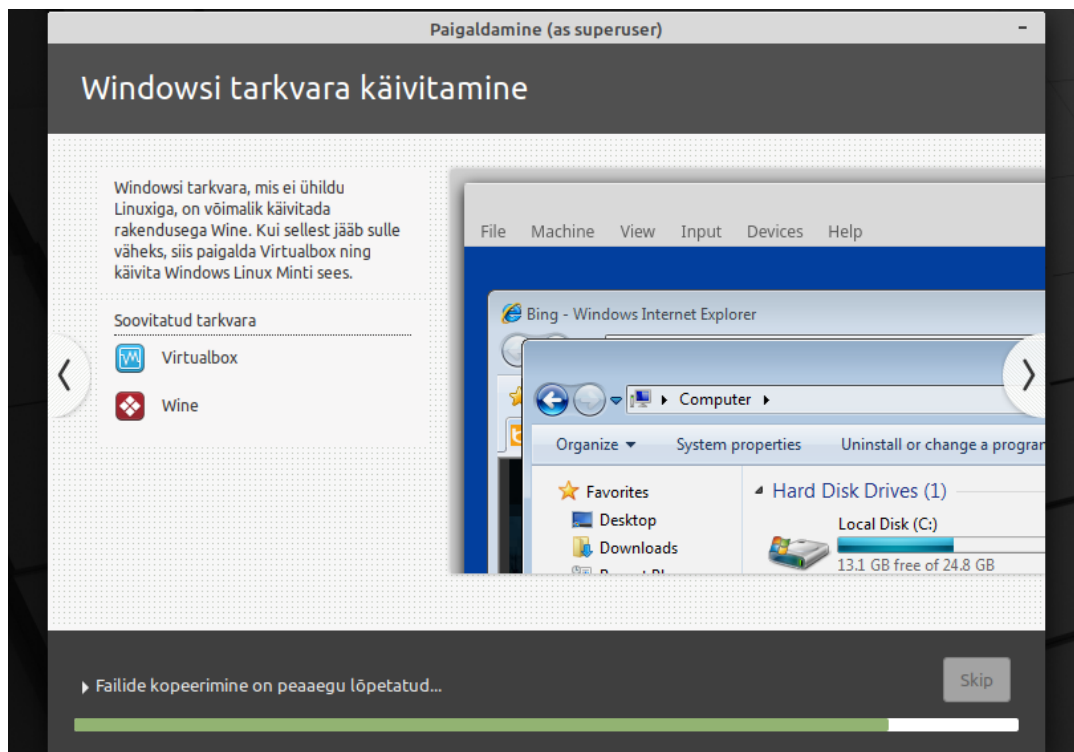 Paigaldamine (as superuser)
Windowsi tarkvara käivitamine
Windowsi tarkvara, mis ei ühildu
Linuxiga, on võimalik käivitada
rakendusega Wine. Kui sellest jääb sulle
väheks, siis paigalda Virtualbox ning
käivita Windows Linux Minti sees.
Soovitatud tarkvara
Virtualbox
Wine
File Machine View Input Devices Help
Bing - Windows Internet Explorer
Computer
Organize System properties Uninstall or change a
Favorites
Desktop
Downloads
Hard Disk Drives (1)
Local Disk (C:)
13.1 GB free of 24.8 GB
Failide kopeerimine on peaaegu lõpetatud...
Skip